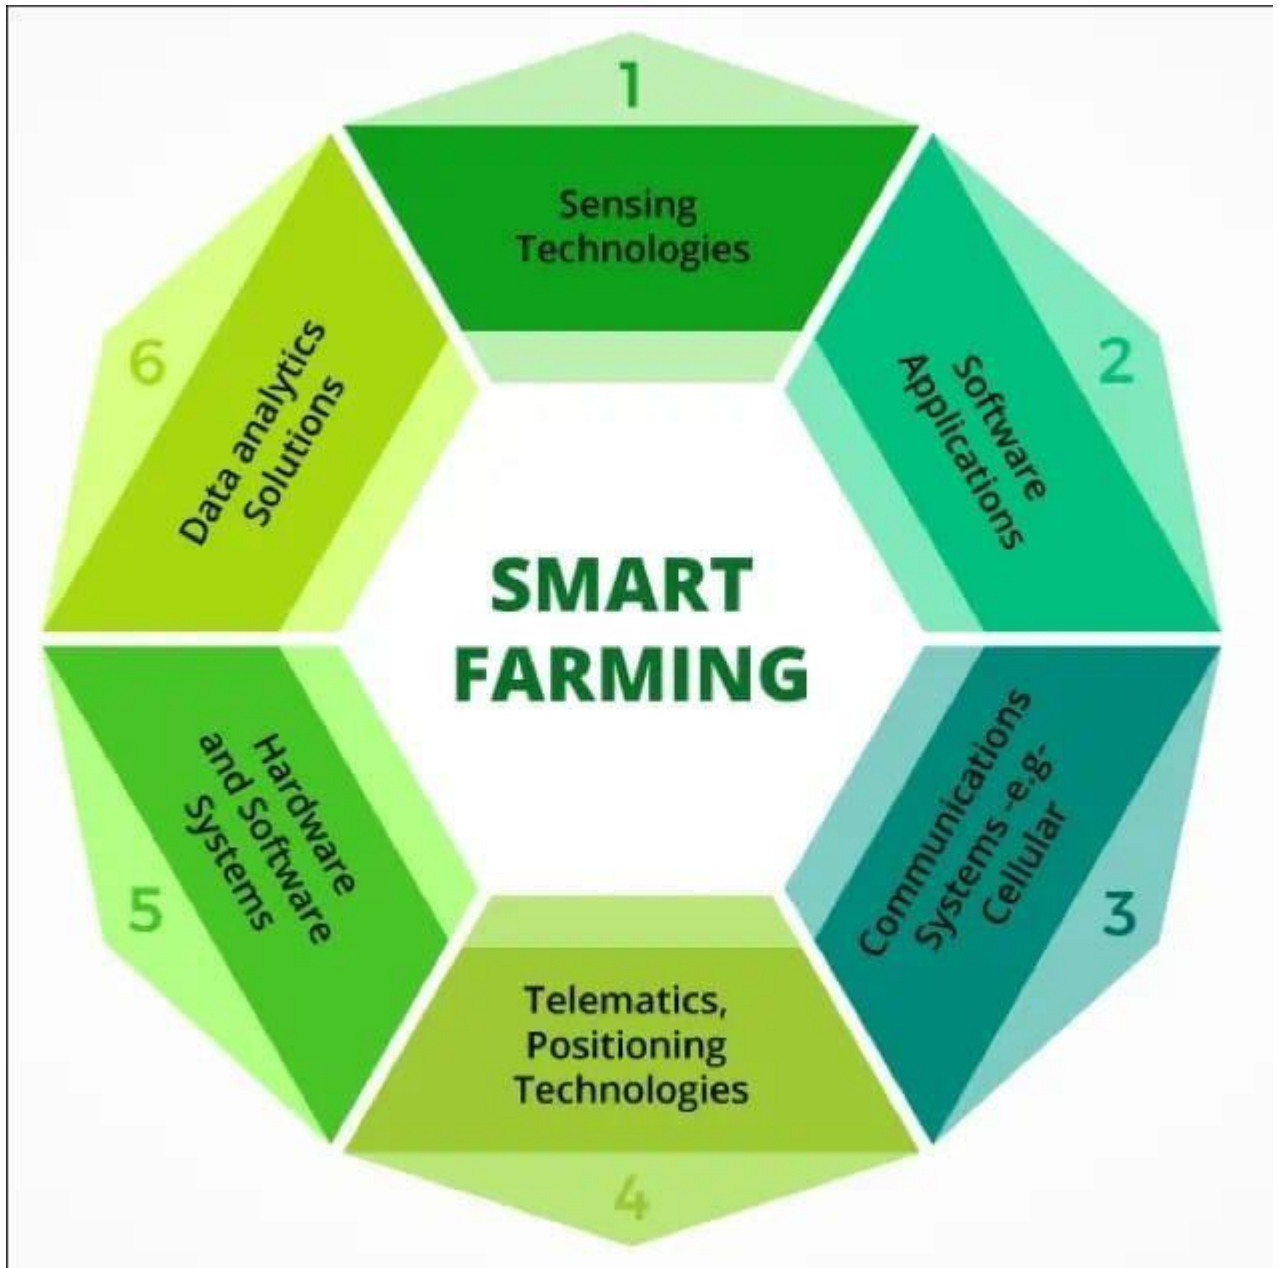 1
Sensing
Technologies
2
Software
Applications
3
Communications
Systems -e.g-
Cellular
4
Telematics,
Positioning
Technologies
5
Hardware
and Software
Systems
6
Data analytics
Solutions
SMART
FARMING